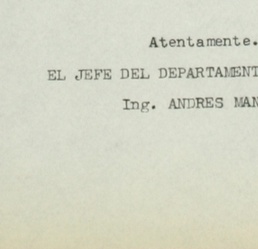 Atentamente.
EL JEFE DEL DEPARTAMENT
Ing. ANDRES MAN